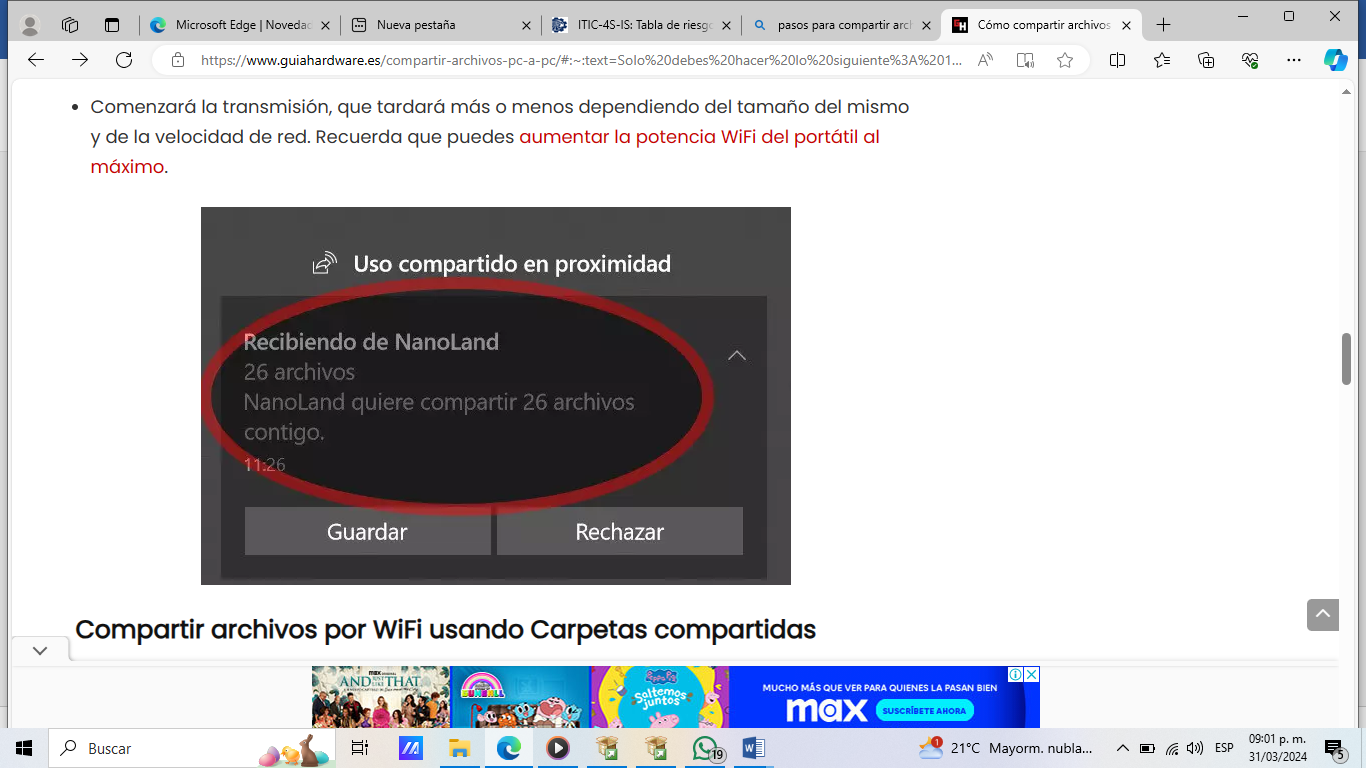 Microsoft Edge | Novedad
Nueva pestaña
ITIC-4S-IS: Tabla de riesgo
pasos para compartir arch
Cómo compartir archivos
https://www.guiahardware.es/compartir-archivos-pc-a-pc/#:~:text=Solo%20debes%20hacer%20lo%20siguiente%3A%201...
Comenzará la transmisión, que tardará más o menos dependiendo del tamaño del mismo
y de la velocidad de red. Recuerda que puedes aumentar la potencia WiFi del portátil al
máximo.
Uso compartido en proximidad
Recibiendo de NanoLand
26 archivos
NanoLand quiere compartir 26 archivos
contigo.
11:26
Guardar Rechazar
Compartir archivos por WiFi usando Carpetas compartidas
max
AND JUST LIKE THAT...
Saltemos
juntos
MUCHO MÁS QUE VER PARA QUIENES LA PASAN BIEN
max SUSCRÍBETE AHORA
Buscar
1
19
21°C Mayorm. nubla...
ESP
09:01 p. m.
31/03/2024
5